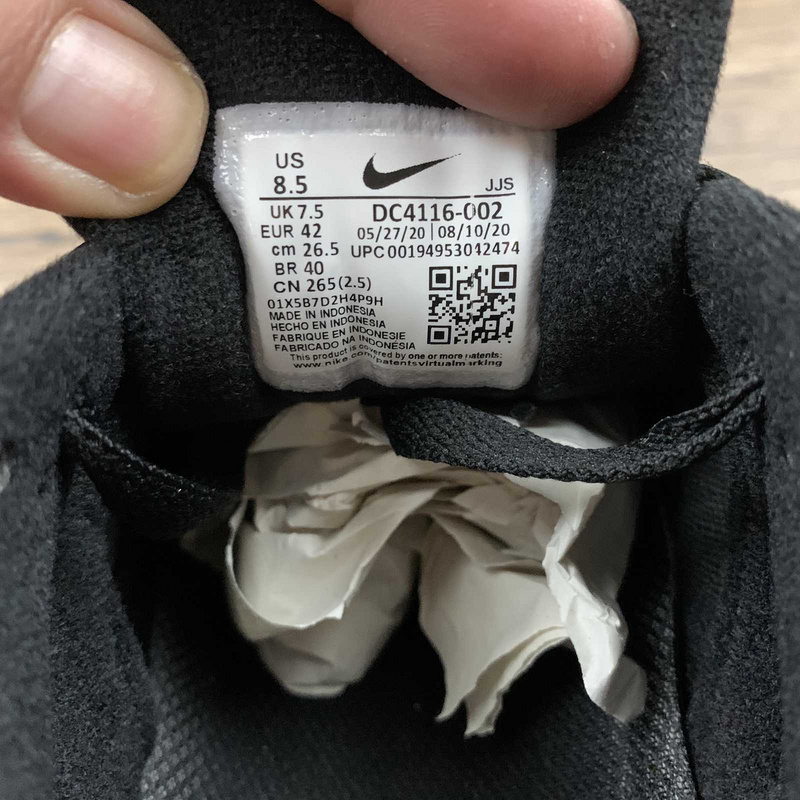 US
8.5
JJS
UK 7.5
DC4116-002
EUR 42
05/27/20 | 08/10/20
cm 26.5
UPC 00194953042474
BR 40
CN 265 (2.5)
01X5B7D2H4P9H
MADE IN INDONESIA
HECHO EN INDONESIA
FABRIQUE EN INDONESIE
FABRICADO NA INDONÉSIA
This product is covered by one or more patents:
www.nike.com/patentsvirtualmarking